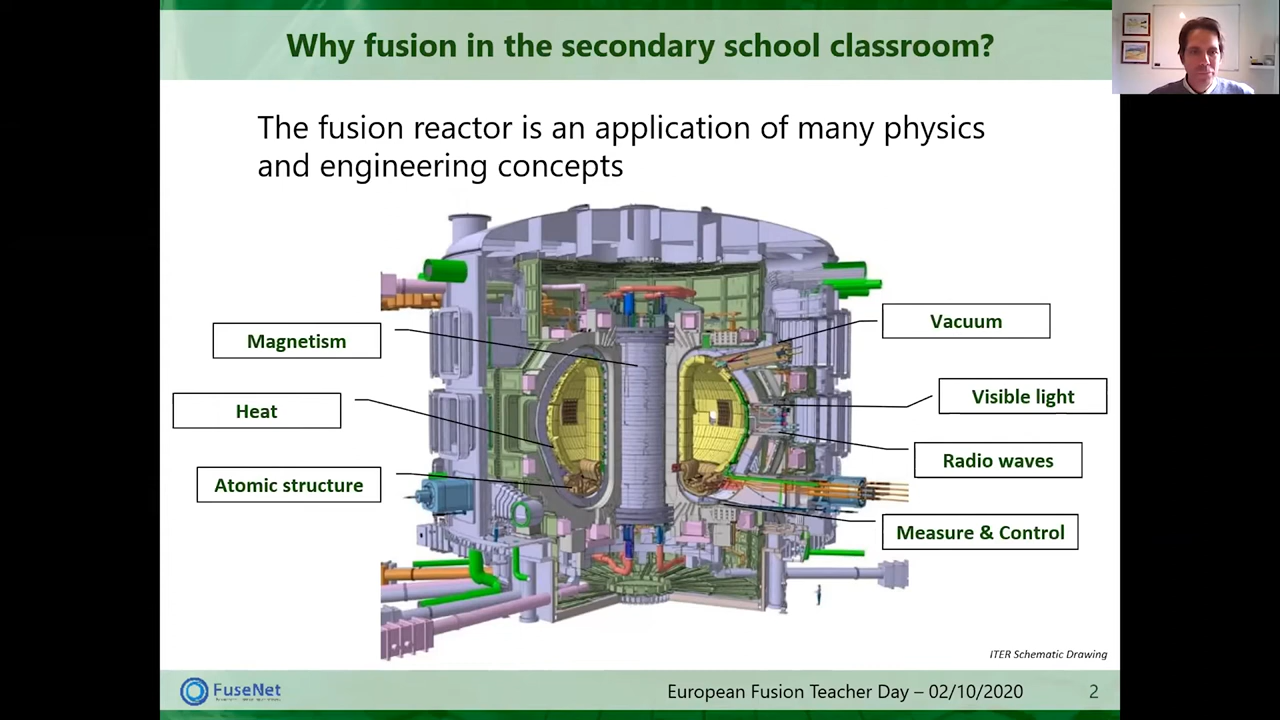 Why fusion in the secondary school classroom?
The fusion reactor is an application of many physics
and engineering concepts
Magnetism
Heat
Atomic structure
Vacuum
Visible light
Radio waves
Measure & Control
ITER Schematic Drawing
FuseNet
European Fusion Teacher Day – 02/10/2020
2